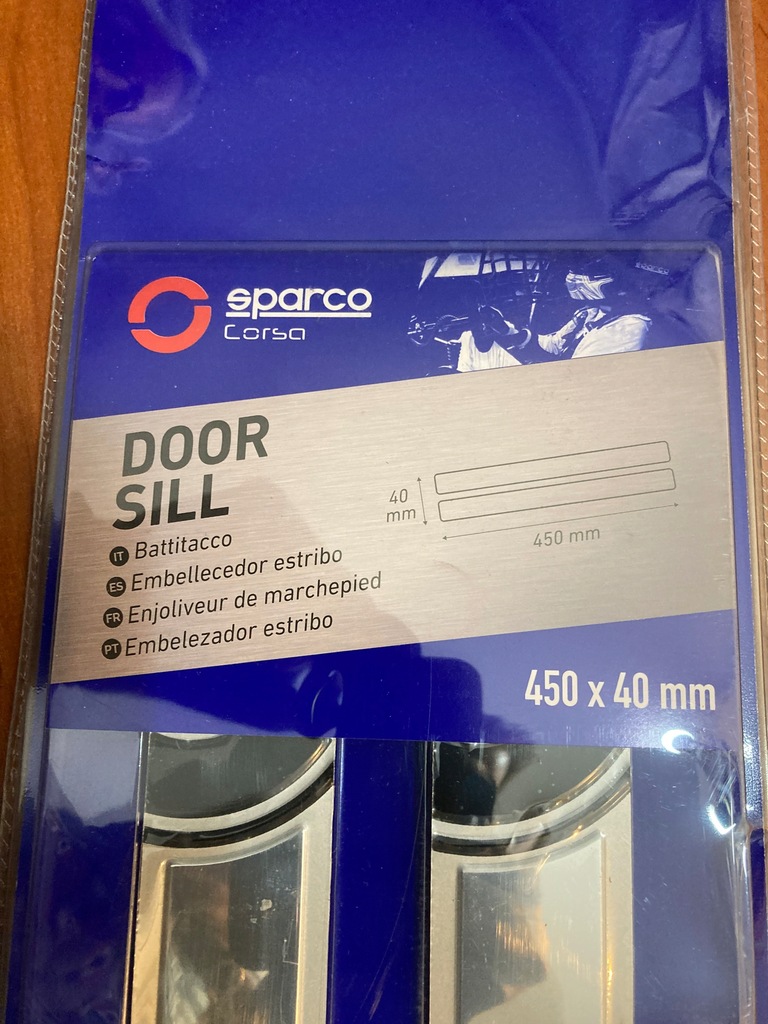 sparco
Corsa
DOOR
SILL
IT Battitacco
ES Embellecedor estribo
FR Enjoliveur de marchepied
PT Embelezador estribo
40
mm
450 mm
450 x 40 mm